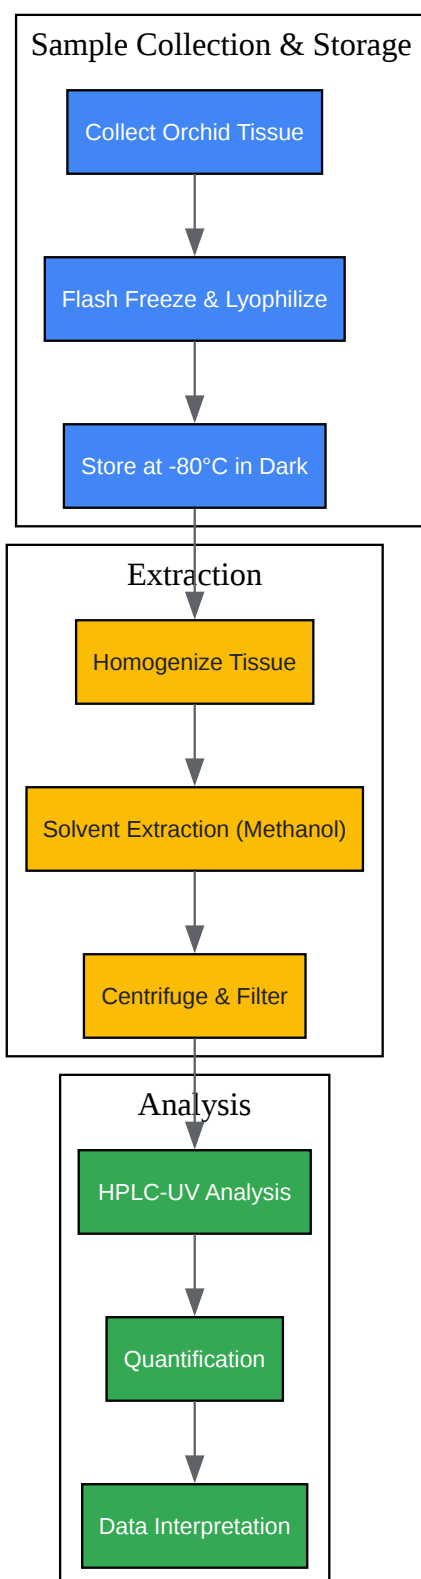 Sample Collection & Storage
Collect Orchid Tissue
Flash Freeze & Lyophilize
Store at -80°C in Dark
Extraction
Homogenize Tissue
Solvent Extraction (Methanol)
Centrifuge & Filter
Analysis
HPLC-UV Analysis
Quantification
Data Interpretation